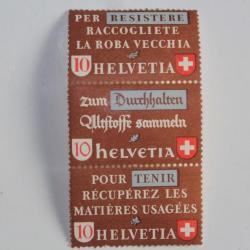 PER RESISTERE
RACCOGLIETE
LA ROBA VECCHIA
10 HELVETIA
zum Durchhalten
Altstoffe sammeln
10 helvetia
POUR TENIR
RÉCUPÉREZ LES
MATIÈRES USAGÉES
10 HELVETIA